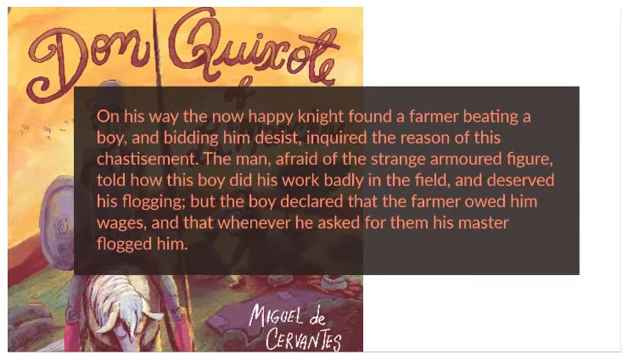 Don Quixote
of
On his way the now happy knight found a farmer beating a
boy, and bidding him desist, inquired the reason of this
chastisement. The man, afraid of the strange armoured figure,
told how this boy did his work badly in the field, and deserved
his flogging; but the boy declared that the farmer owed him
wages, and that whenever he asked for them his master
flogged him.
MIGUEL de
CERVANTES